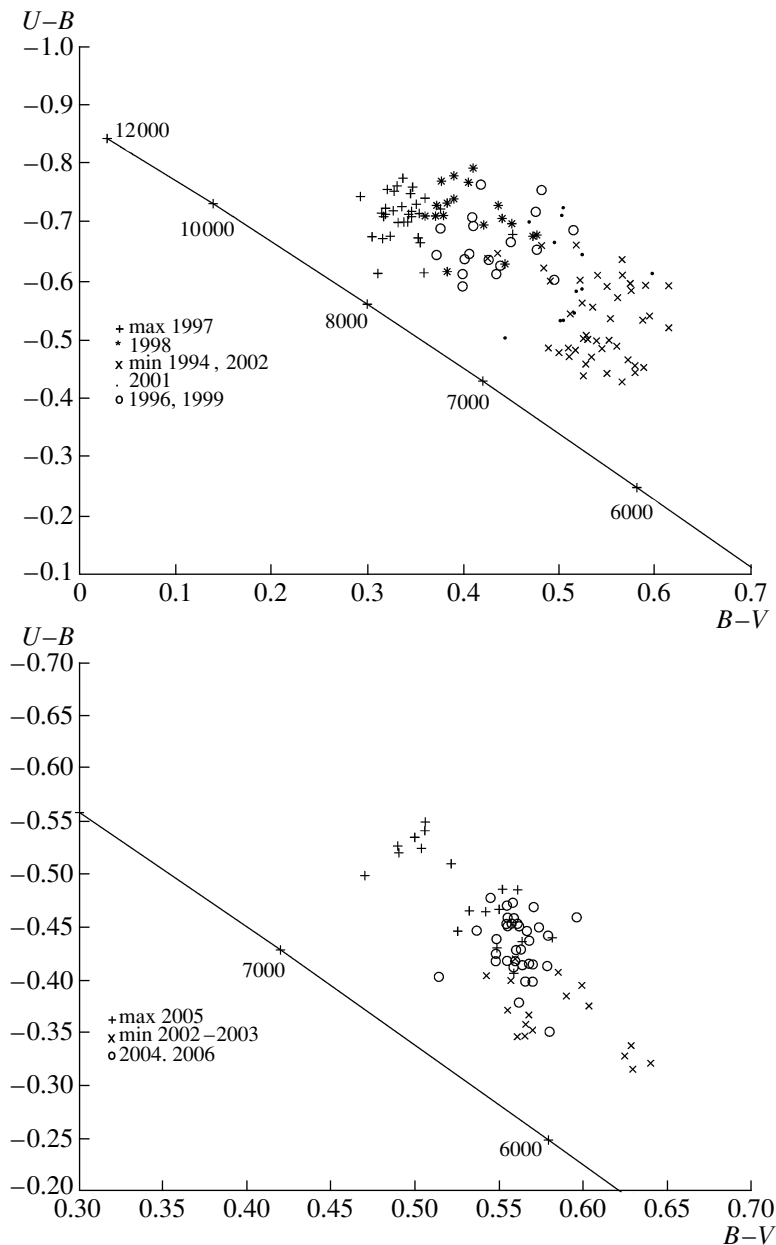 U–B
–1.0
–0.9
12000
–0.8
10000
–0.7
–0.6
8000
+ max 1997
* 1998
–0.5
× min 1994 , 2002
. 2001
o 1996, 1999
–0.4
7000
–0.3
6000
–0.2
–0.1
0 0.1 0.2 0.3 0.4 0.5 0.6 0.7
B–V
U–B
–0.70
–0.65
–0.60
–0.55
–0.50
–0.45
7000
–0.40
–0.35
+ max 2005
× min 2002 –2003
o 2004. 2006
–0.30
–0.25
6000
–0.20
0.30 0.40 0.45 0.50 0.55 0.60 0.65 0.70
B–V